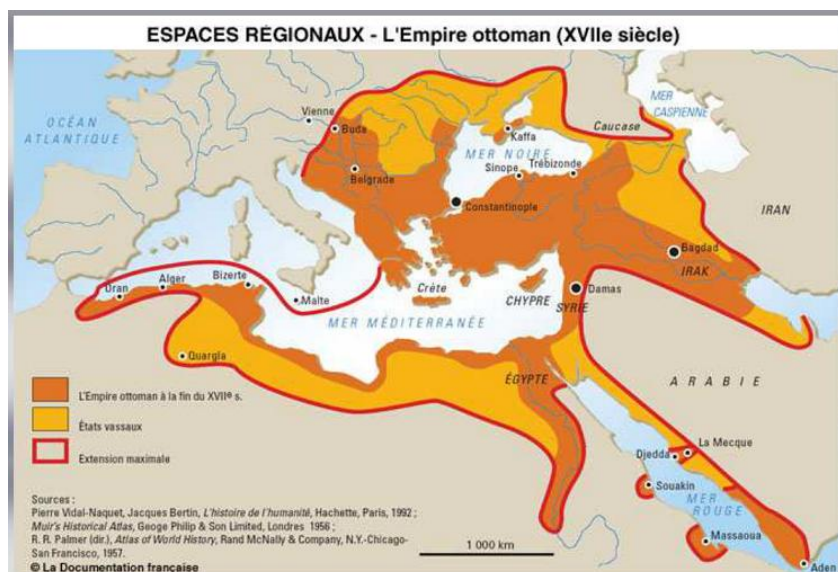 ESPACES RÉGIONAUX - L'Empire ottoman (XVIIe siècle)
OCÉAN
ATLANTIQUE
Vienne
Buda
Belgrade
Kaffa
Caucase
MER
CASPIENNE
MER NOIRE
Sinope
Trébizonde
Constantinople
IRAN
Bagdad
IRAK
Oran
Alger
Bizerte
Malte
Crète
CHYPRE
SYRIE
Damas
MER MÉDITERRANÉE
Ouargla
ÉGYPTE
ARABIE
Djedda
La Mecque
Souakin
MER
ROUGE
Massaoua
Aden
L'Empire ottoman à la fin du XVIIe s.
États vassaux
Extension maximale
Sources :
Pierre Vidal-Naquet, Jacques Bertin, L'histoire de l'humanité, Hachette, Paris, 1992 ;
Muir's Historical Atlas, Geoge Philip & Son Limited, Londres 1956 ;
R. R. Palmer (dir.), Atlas of World History, Rand McNally & Company, N.Y.-Chicago-
San Francisco, 1957.
© La Documentation française
1 000 km